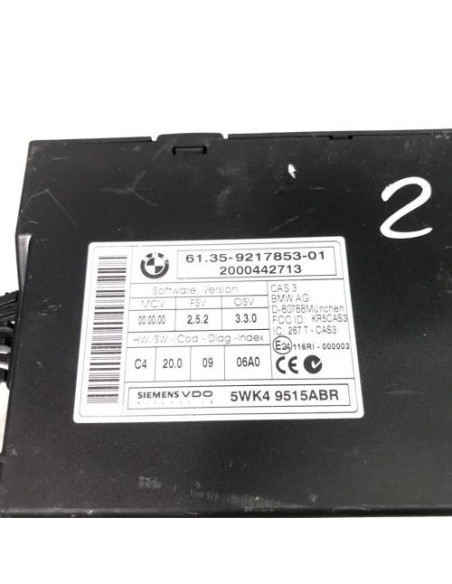 2
BMW
61.35-9217853-01
2000442713
Software, Version
MCV FSV OSV
00.00.00 2,5.2 3.3.0
HW./SW.- Cod.- Diag.-Index
C4 20.0 09 06A0
CAS 3
BMW AG
D-80788 München
FCC ID: KR5CAS3
IC: 267 T - CAS3
E24 116RI - 000003
CE
SIEMENS VDO
5WK4 9515ABR